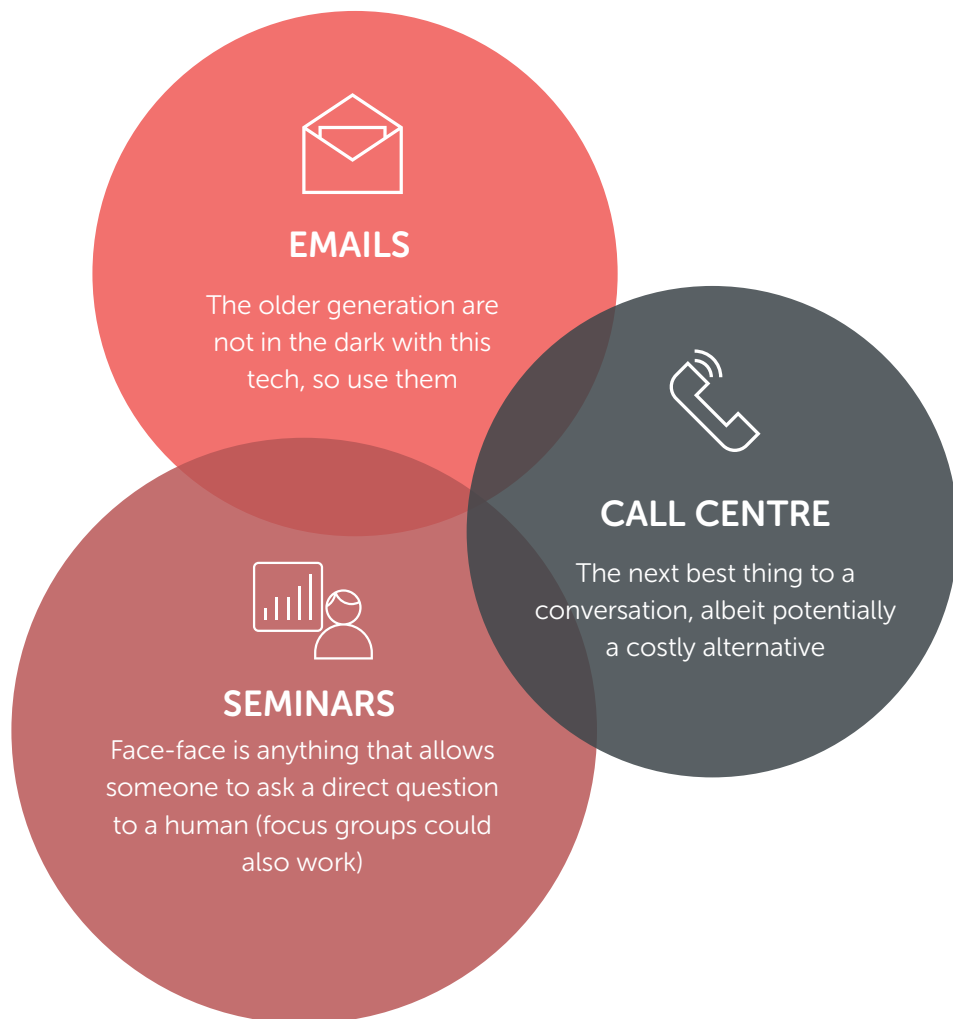 EMAILS
The older generation are
not in the dark with this
tech, so use them
CALL CENTRE
The next best thing to a
conversation, albeit potentially
a costly alternative
SEMINARS
Face-face is anything that allows
someone to ask a direct question
to a human (focus groups could
also work)